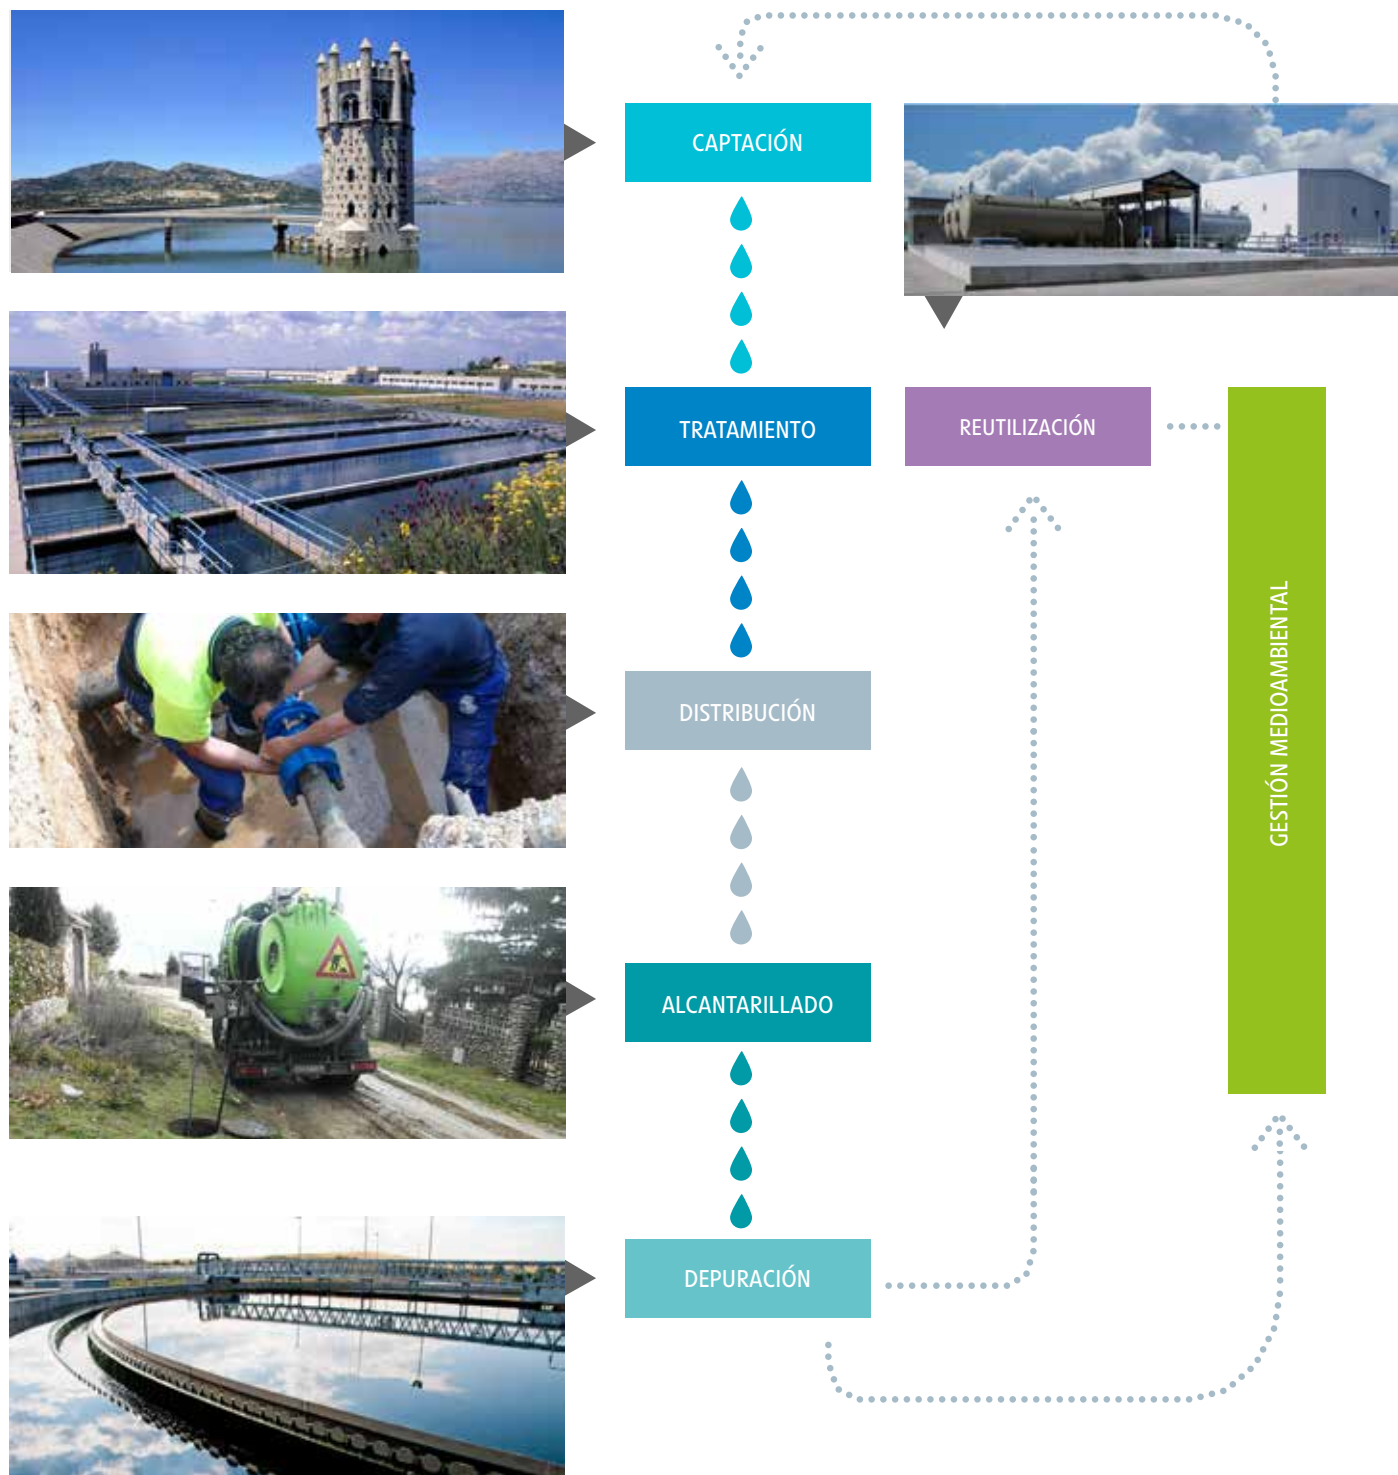 CAPTACIÓN
TRATAMIENTO
REUTILIZACIÓN
DISTRIBUCIÓN
GESTIÓN MEDIOAMBIENTAL
ALCANTARILLADO
DEPURACIÓN